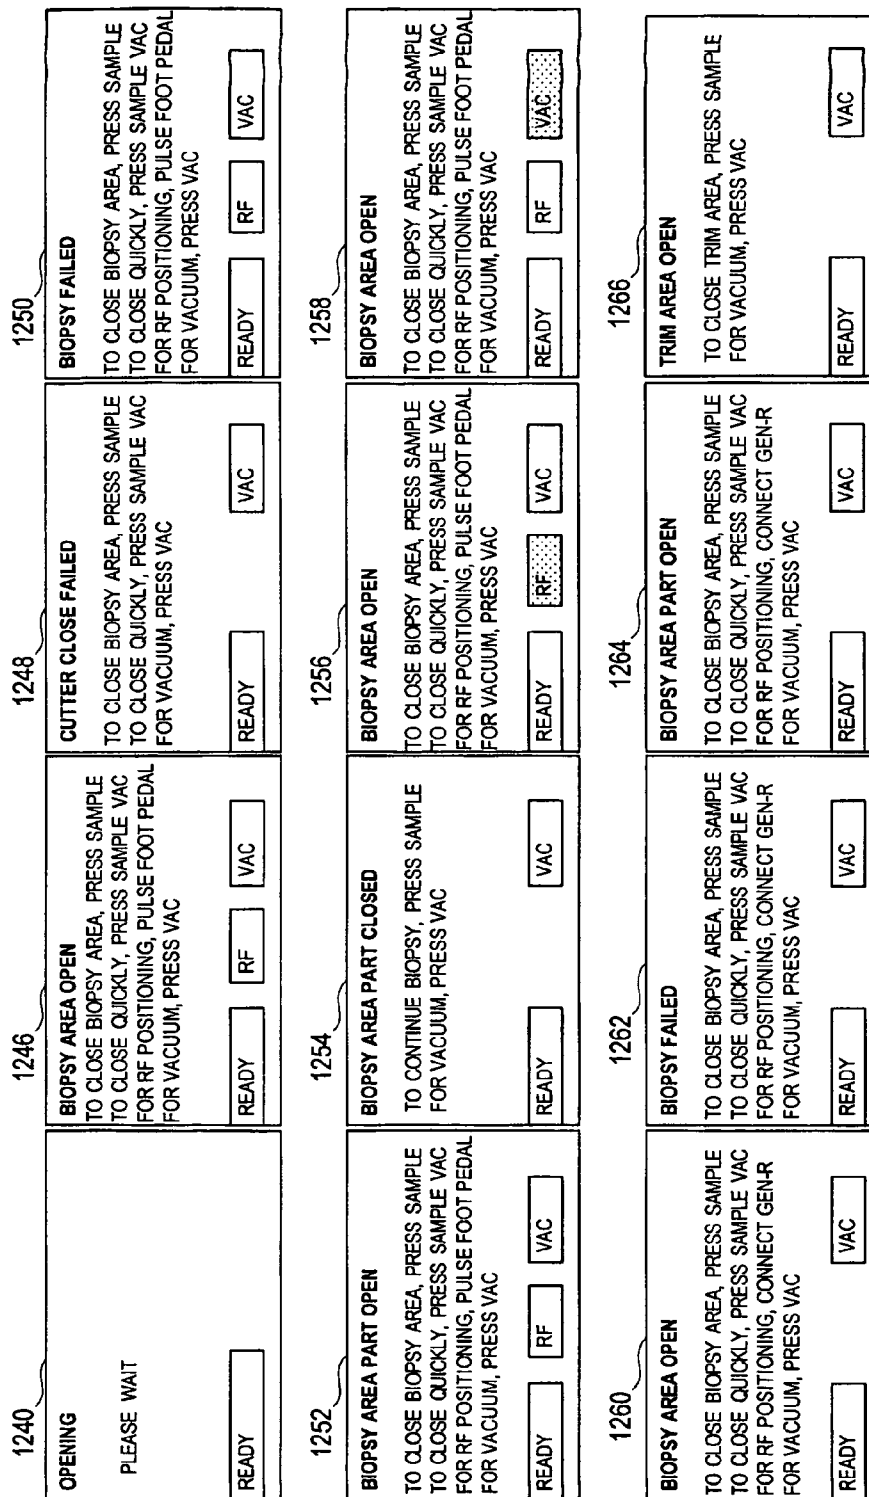 1240
OPENING
PLEASE WAIT
READY
1246
BIOPSY AREA OPEN
TO CLOSE BIOPSY AREA, PRESS SAMPLE
TO CLOSE QUICKLY, PRESS SAMPLE VAC
FOR RF POSITIONING, PULSE FOOT PEDAL
FOR VACUUM, PRESS VAC
READY
RF
VAC
1248
CUTTER CLOSE FAILED
TO CLOSE BIOPSY AREA, PRESS SAMPLE
TO CLOSE QUICKLY, PRESS SAMPLE VAC
FOR VACUUM, PRESS VAC
READY
VAC
1250
BIOPSY FAILED
TO CLOSE BIOPSY AREA, PRESS SAMPLE
TO CLOSE QUICKLY, PRESS SAMPLE VAC
FOR RF POSITIONING, PULSE FOOT PEDAL
FOR VACUUM, PRESS VAC
READY
RF
VAC
1252
BIOPSY AREA PART OPEN
TO CLOSE BIOPSY AREA, PRESS SAMPLE
TO CLOSE QUICKLY, PRESS SAMPLE VAC
FOR RF POSITIONING, PULSE FOOT PEDAL
FOR VACUUM, PRESS VAC
READY
RF
VAC
1254
BIOPSY AREA PART CLOSED
TO CONTINUE BIOPSY, PRESS SAMPLE
FOR VACUUM, PRESS VAC
READY
VAC
1256
BIOPSY AREA OPEN
TO CLOSE BIOPSY AREA, PRESS SAMPLE
TO CLOSE QUICKLY, PRESS SAMPLE VAC
FOR RF POSITIONING, PULSE FOOT PEDAL
FOR VACUUM, PRESS VAC
READY
RF
VAC
1258
BIOPSY AREA OPEN
TO CLOSE BIOPSY AREA, PRESS SAMPLE
TO CLOSE QUICKLY, PRESS SAMPLE VAC
FOR RF POSITIONING, PULSE FOOT PEDAL
FOR VACUUM, PRESS VAC
READY
RF
VAC
1260
BIOPSY AREA OPEN
TO CLOSE BIOPSY AREA, PRESS SAMPLE
TO CLOSE QUICKLY, PRESS SAMPLE VAC
FOR RF POSITIONING, CONNECT GEN-R
FOR VACUUM, PRESS VAC
READY
VAC
1262
BIOPSY FAILED
TO CLOSE BIOPSY AREA, PRESS SAMPLE
TO CLOSE QUICKLY, PRESS SAMPLE VAC
FOR RF POSITIONING, CONNECT GEN-R
FOR VACUUM, PRESS VAC
READY
VAC
1264
BIOPSY AREA PART OPEN
TO CLOSE BIOPSY AREA, PRESS SAMPLE
TO CLOSE QUICKLY, PRESS SAMPLE VAC
FOR RF POSITIONING, CONNECT GEN-R
FOR VACUUM, PRESS VAC
READY
VAC
1266
TRIM AREA OPEN
TO CLOSE TRIM AREA, PRESS SAMPLE
FOR VACUUM, PRESS VAC
READY
VAC